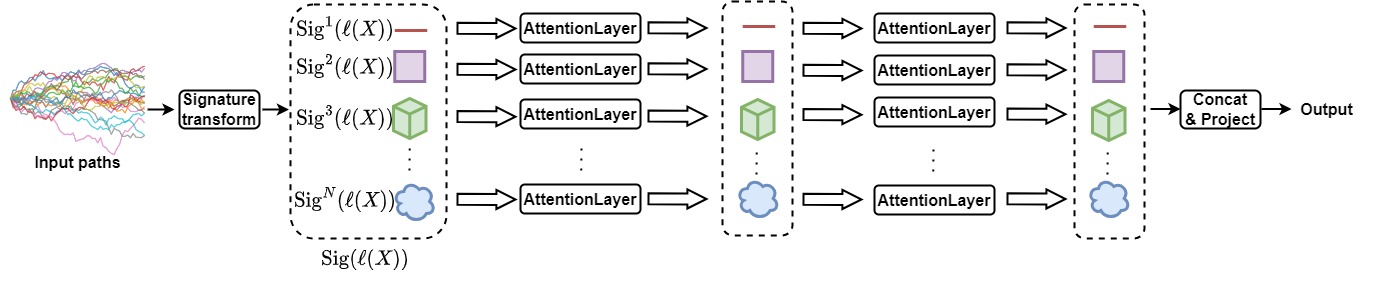 Input paths
Signature
transform
Sig¹(ℓ(X))
Sig²(ℓ(X))
Sig³(ℓ(X))
⋮
Sigᴺ(ℓ(X))
Sig(ℓ(X))
AttentionLayer
AttentionLayer
AttentionLayer
⋮
AttentionLayer
⋮
AttentionLayer
AttentionLayer
AttentionLayer
⋮
AttentionLayer
⋮
Concat
& Project
Output